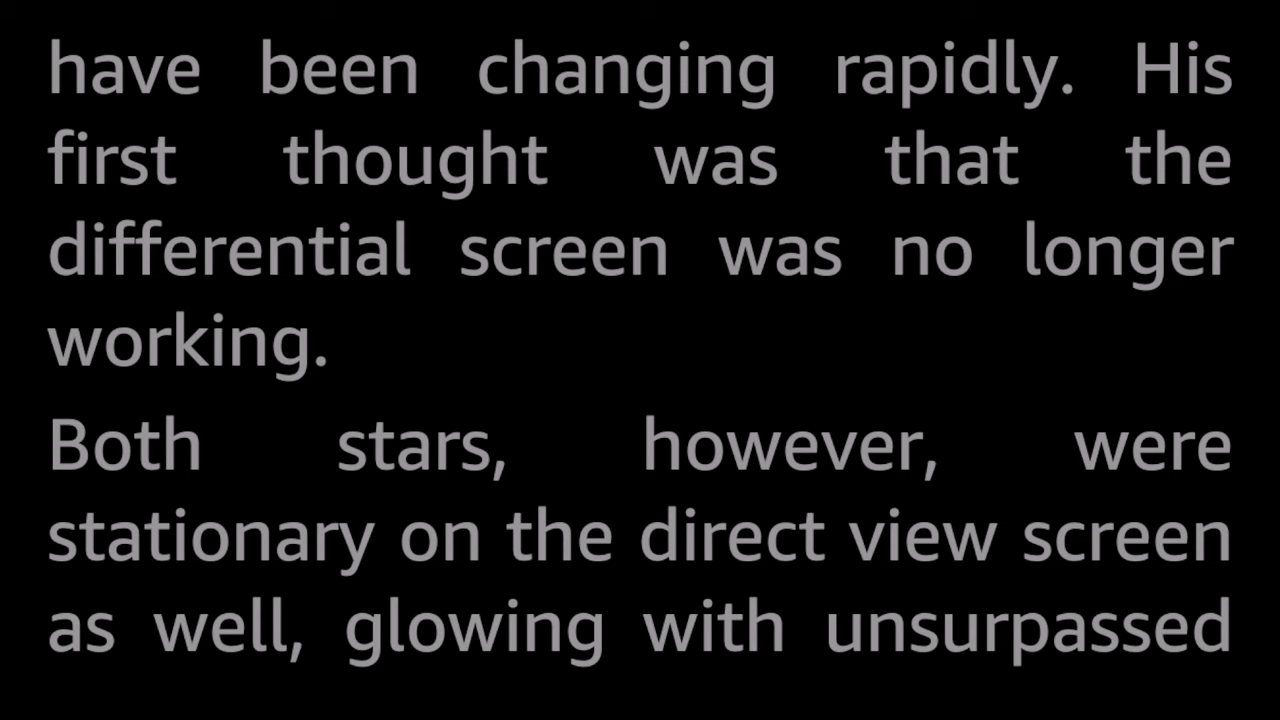 have been changing rapidly. His
first thought was that the
differential screen was no longer
working.
Both stars, however, were
stationary on the direct view screen
as well, glowing with unsurpassed